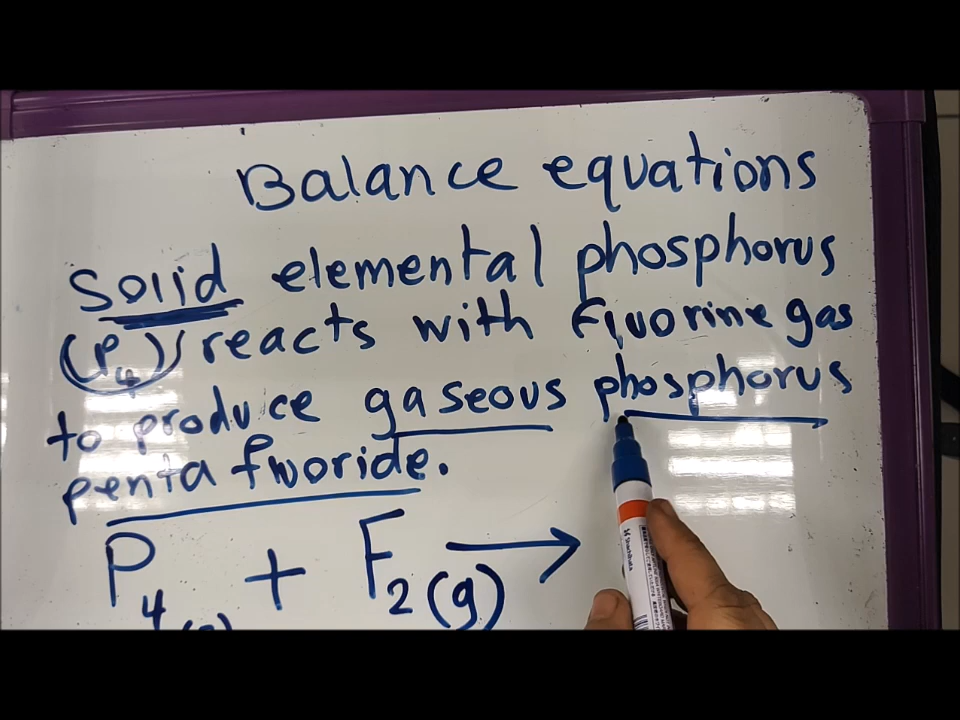 Balance equations
Solid elemental phosphorus
(P4) reacts with fluorine gas
to produce gaseous phosphorus
penta fluoride.
P4 + F2(g) →